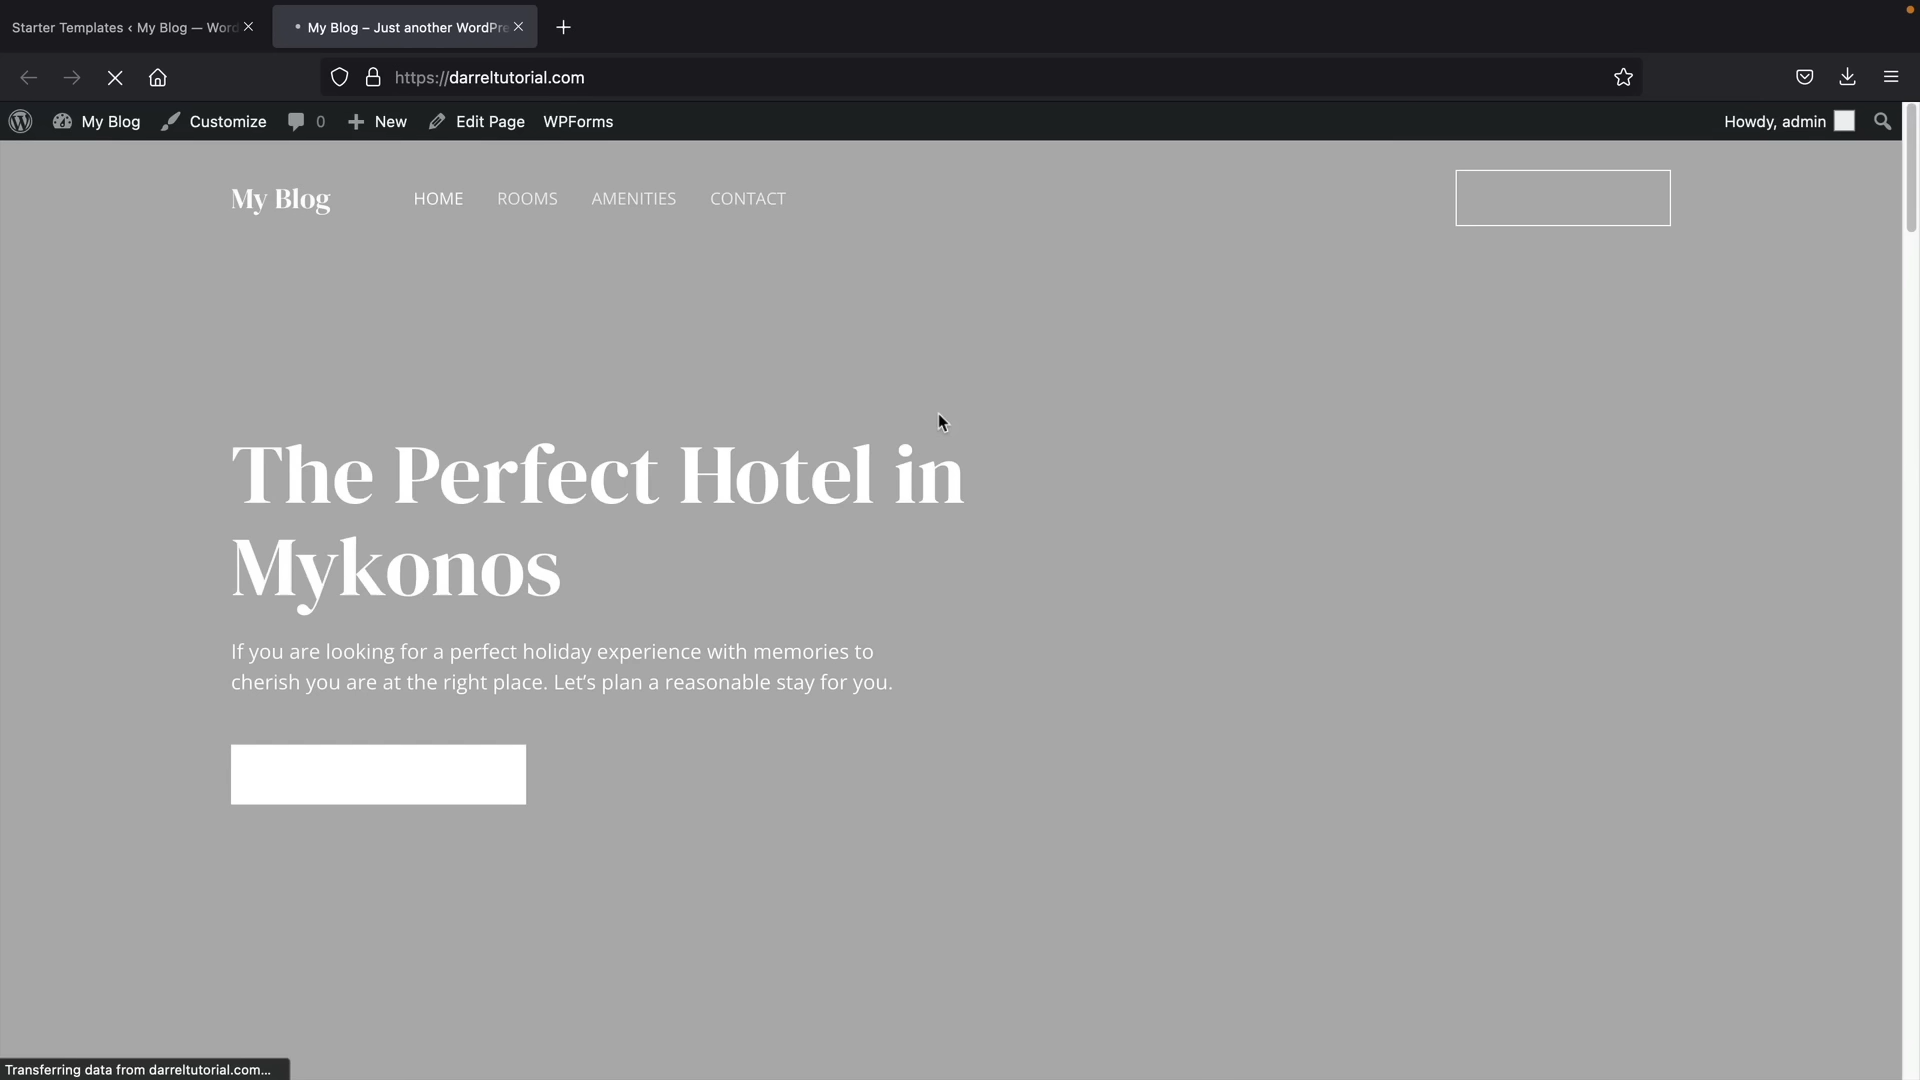 Starter Templates ‹ My Blog — Word
My Blog – Just another WordPre
https://darreltutorial.com
My Blog
Customize
0
New
Edit Page
WPForms
Howdy, admin
My Blog
HOME
ROOMS
AMENITIES
CONTACT
The Perfect Hotel in
Mykonos
If you are looking for a perfect holiday experience with memories to
cherish you are at the right place. Let’s plan a reasonable stay for you.
Transferring data from darreltutorial.com...